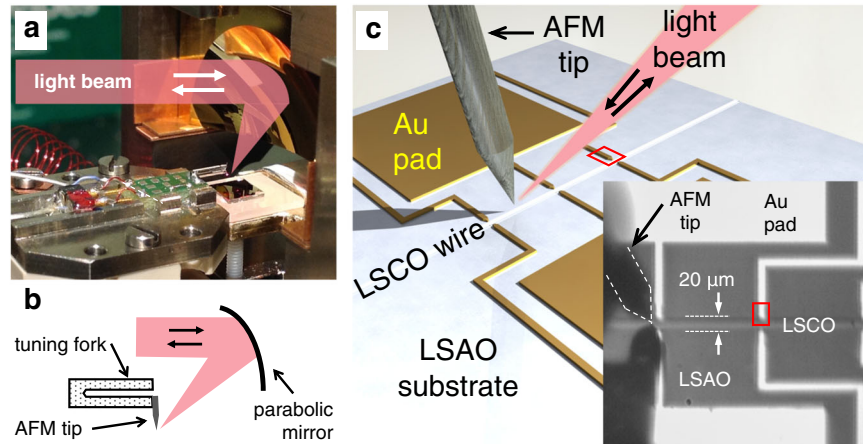 a
light beam
b
tuning fork
AFM tip
parabolic
mirror
c
AFM
tip
light
beam
Au
pad
LSCO wire
LSAO
substrate
AFM
tip
Au
pad
20 µm
LSCO
LSAO